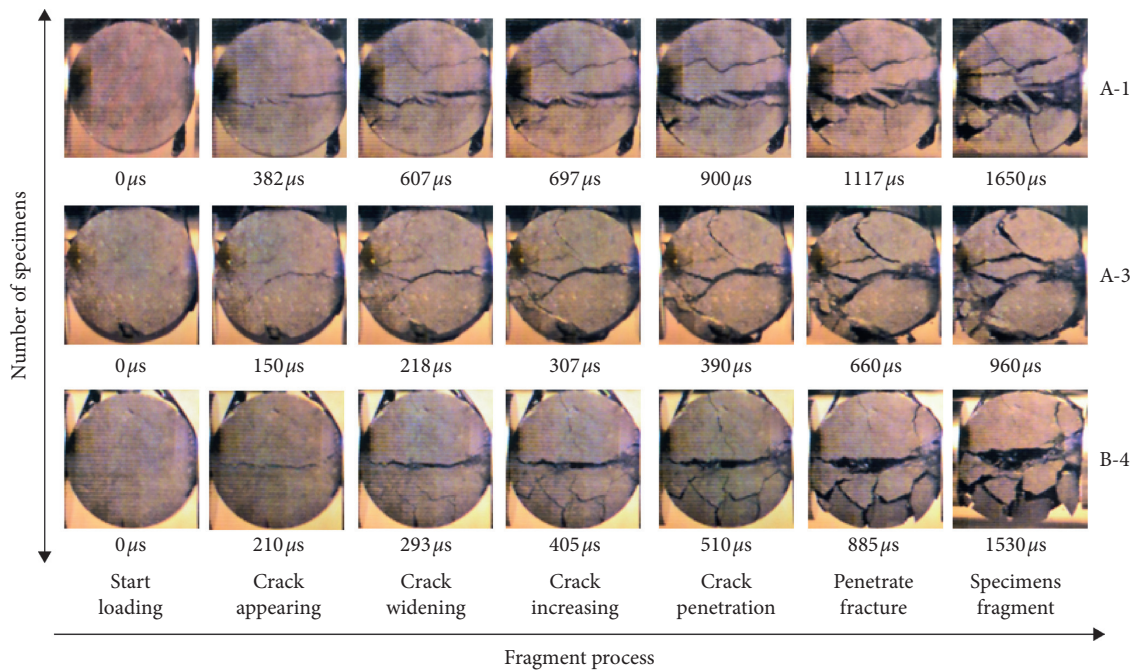 Number of specimens
A-1
0 µs 382 µs 607 µs 697 µs 900 µs 1117 µs 1650 µs
A-3
0 µs 150 µs 218 µs 307 µs 390 µs 660 µs 960 µs
B-4
0 µs 210 µs 293 µs 405 µs 510 µs 885 µs 1530 µs
Start Crack Crack Crack Crack Penetrate Specimens
loading appearing widening increasing penetration fracture fragment
Fragment process